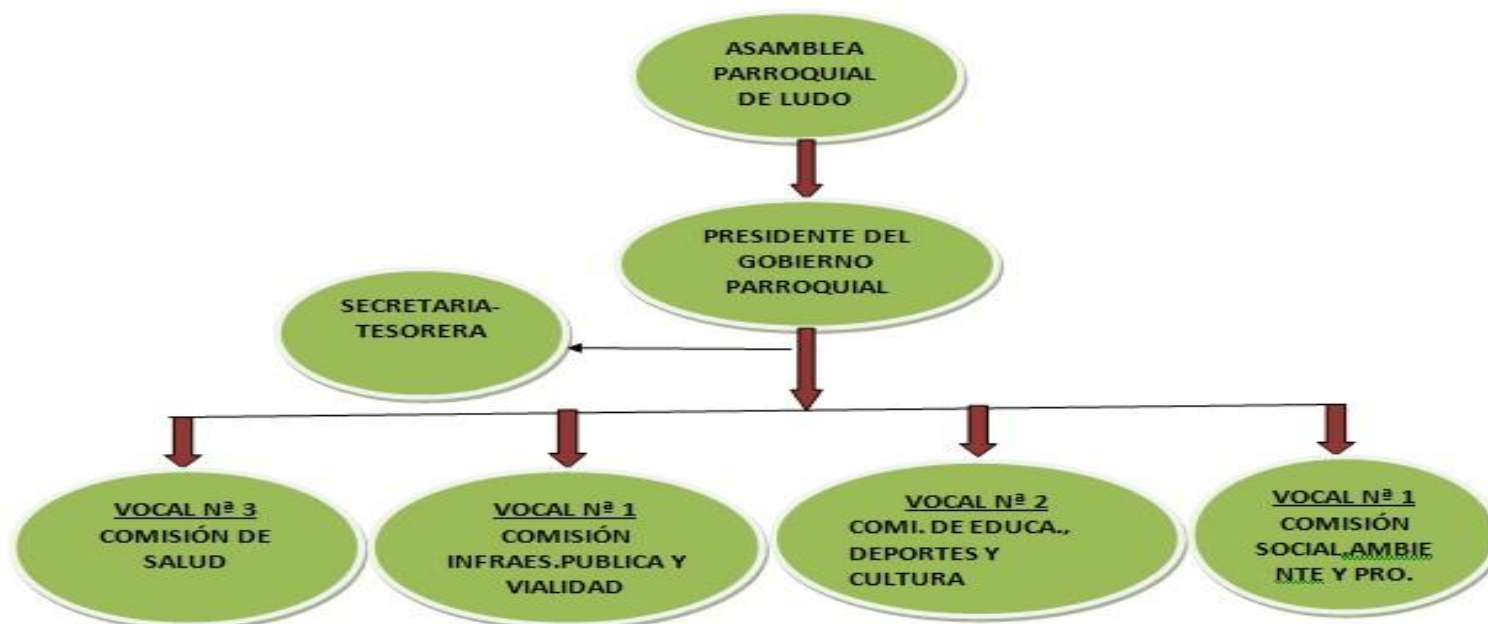 ASAMBLEA
PARROQUIAL
DE LUDO
PRESIDENTE DEL
GOBIERNO
PARROQUIAL
SECRETARIA-
TESORERA
VOCAL Nª 3
COMISIÓN DE
SALUD
VOCAL Nª 1
COMISIÓN
INFRAES.PUBLICA Y
VIALIDAD
VOCAL Nª 2
COMI. DE EDUCA.,
DEPORTES Y
CULTURA
VOCAL Nª 1
COMISIÓN
SOCIAL,AMBIE
NTE Y PRO.